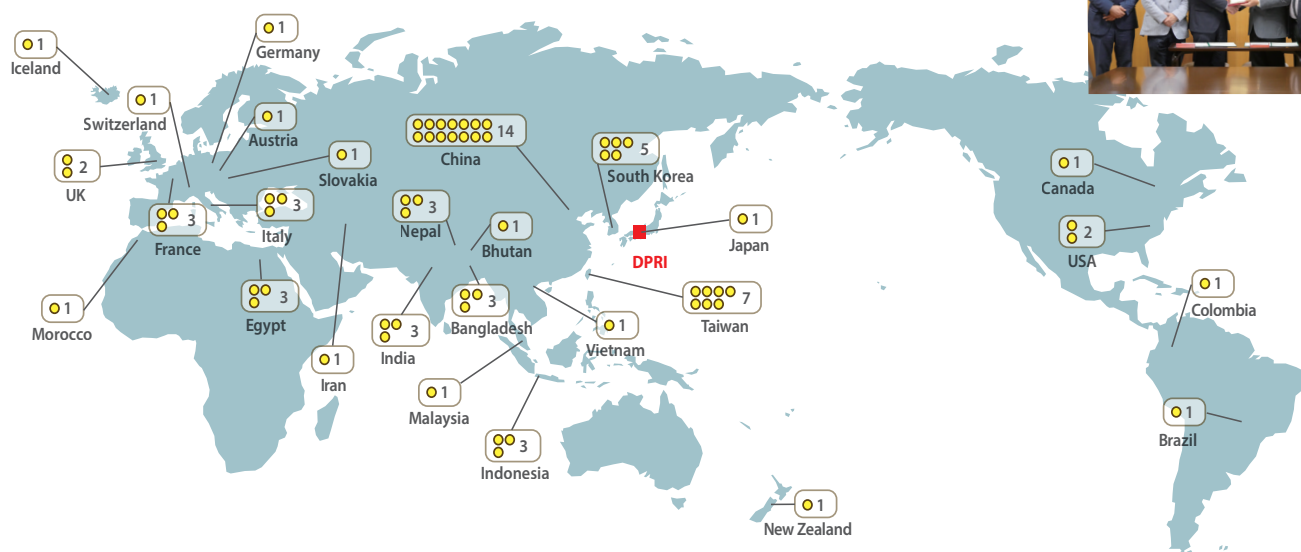 1
Iceland
1
Germany
1
Switzerland
1
Austria
2
UK
1
Slovakia
14
China
5
South Korea
1
Canada
3
France
3
Italy
3
Nepal
1
Bhutan
1
Japan
DPRI
2
USA
1
Morocco
3
Egypt
3
India
3
Bangladesh
1
Vietnam
7
Taiwan
1
Colombia
1
Iran
1
Malaysia
3
Indonesia
1
Brazil
1
New Zealand